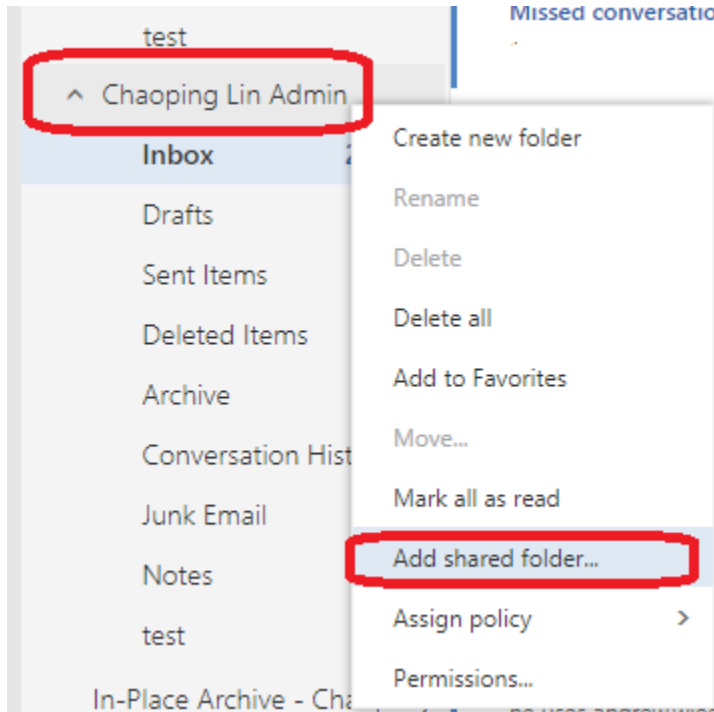 Missed conversatio
test
Chaoping Lin Admin
Inbox 2
Drafts
Sent Items
Deleted Items
Archive
Conversation Hist
Junk Email
Notes
test
In-Place Archive - Cha
Create new folder
Rename
Delete
Delete all
Add to Favorites
Move...
Mark all as read
Add shared folder...
Assign policy >
Permissions...